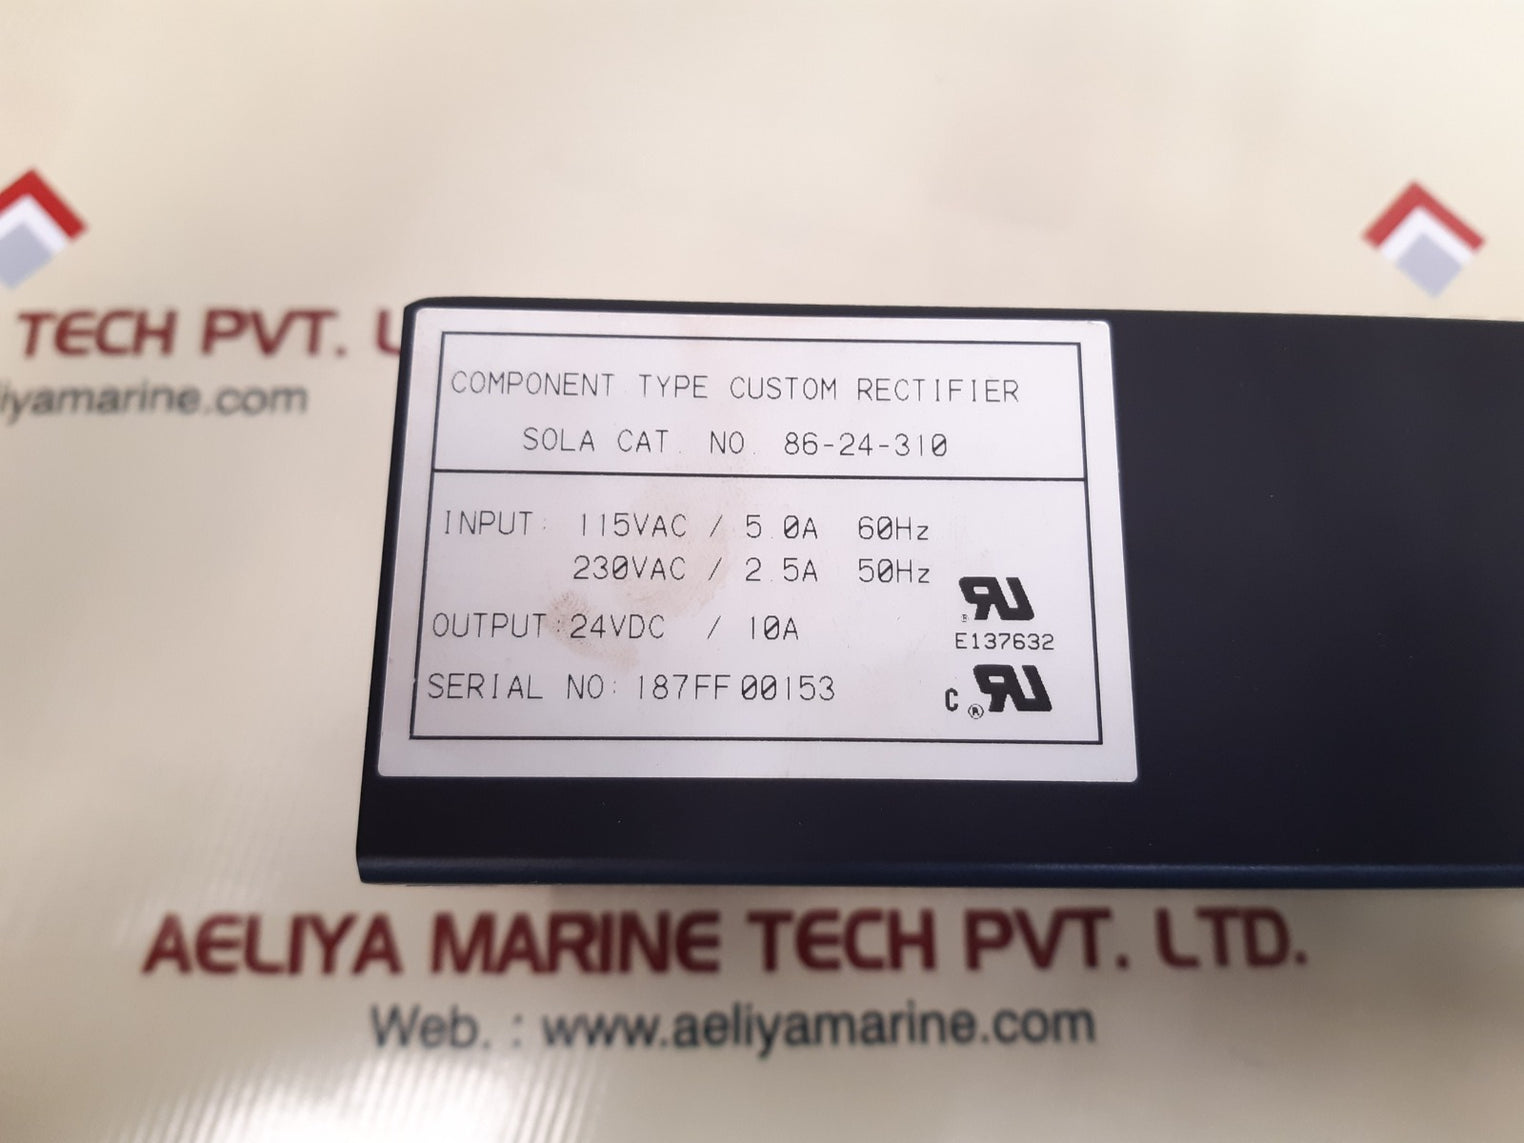 TECH PVT.
iyamarine.com
COMPONENT TYPE CUSTOM RECTIFIER
SOLA CAT. NO. 86-24-310
INPUT: 115VAC / 5.0A 60Hz
230VAC / 2.5A 50Hz
OUTPUT: 24VDC / 10A
E137632
SERIAL NO: 187FF00153
C ®
AELIYA MARINE TECH PVT. LTD.
Web. : www.aeliyamarine.com